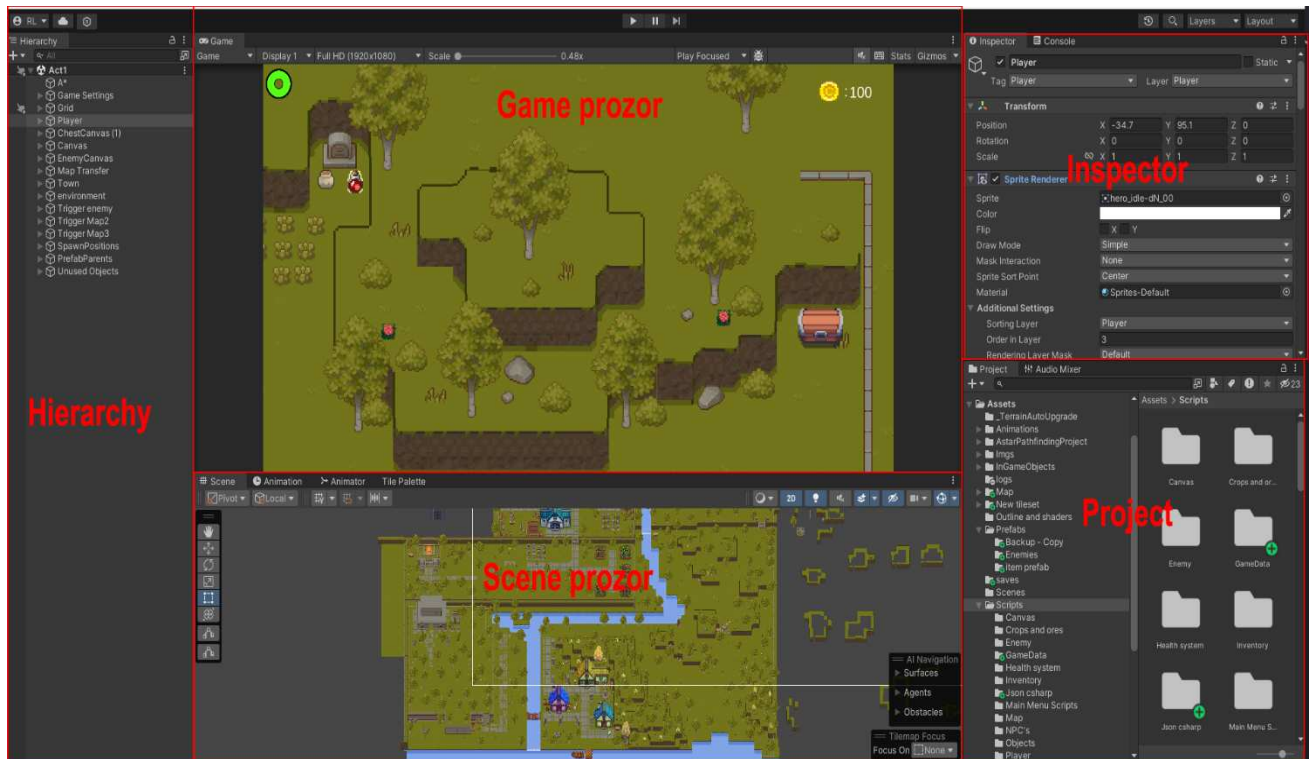 RL
Layers
Layout
Hierarchy
All
Act1
A*
Game Settings
Grid
Player
ChestCanvas (1)
Canvas
EnemyCanvas
Map Transfer
Town
environment
Trigger enemy
Trigger Map2
Trigger Map3
SpawnPositions
PrefabParents
Unused Objects
Hierarchy
Game
Game Display 1 Full HD (1920x1080) Scale 0.48x Play Focused Stats Gizmos
:100
Game prozor
Scene Animation Animator Tile Palette
Pivot Local 2D
Scene prozor
AI Navigation
Surfaces
Agents
Obstacles
Tilemap Focus
Focus On None
Inspector Console
Player Static
Tag Player Layer Player
Transform
Position X -34.7 Y 95.1 Z 0
Rotation X 0 Y 0 Z 0
Scale X 1 Y 1 Z 1
Inspector
Sprite Renderer
Sprite hero_idle-dN_00
Color
Flip X Y
Draw Mode Simple
Mask Interaction None
Sprite Sort Point Center
Material Sprites-Default
Additional Settings
Sorting Layer Player
Order in Layer 3
Rendering Layer Mask Default
Project Audio Mixer
23
Assets
_TerrainAutoUpgrade
Animations
AstarPathfindingProject
Imgs
InGameObjects
logs
Map
New tileset
Outline and shaders
Prefabs
Backup - Copy
Enemies
Item prefab
saves
Scenes
Scripts
Canvas
Crops and ores
Enemy
GameData
Health system
Inventory
Json csharp
Main Menu Scripts
Map
NPC's
Objects
Player
Assets > Scripts
Canvas Crops and or...
Project
Enemy GameData
Health system Inventory
Json csharp Main Menu S...